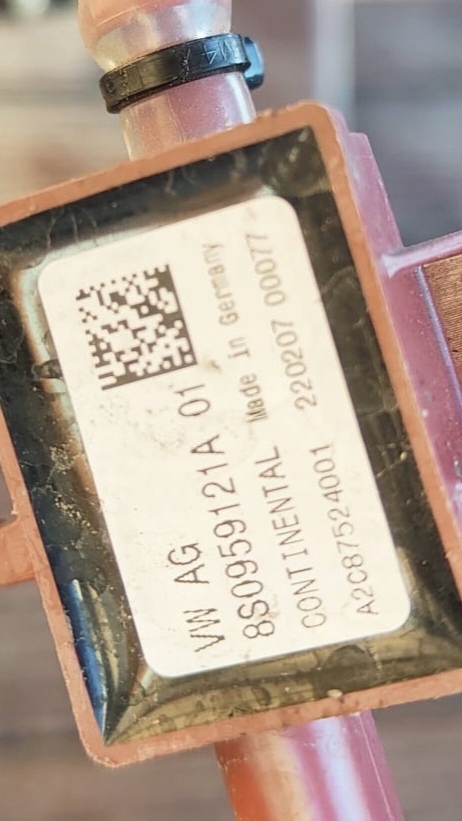 VW AG
8S0959121A 01
CONTINENTAL Made in Germany
A2C87524001 220207 00077